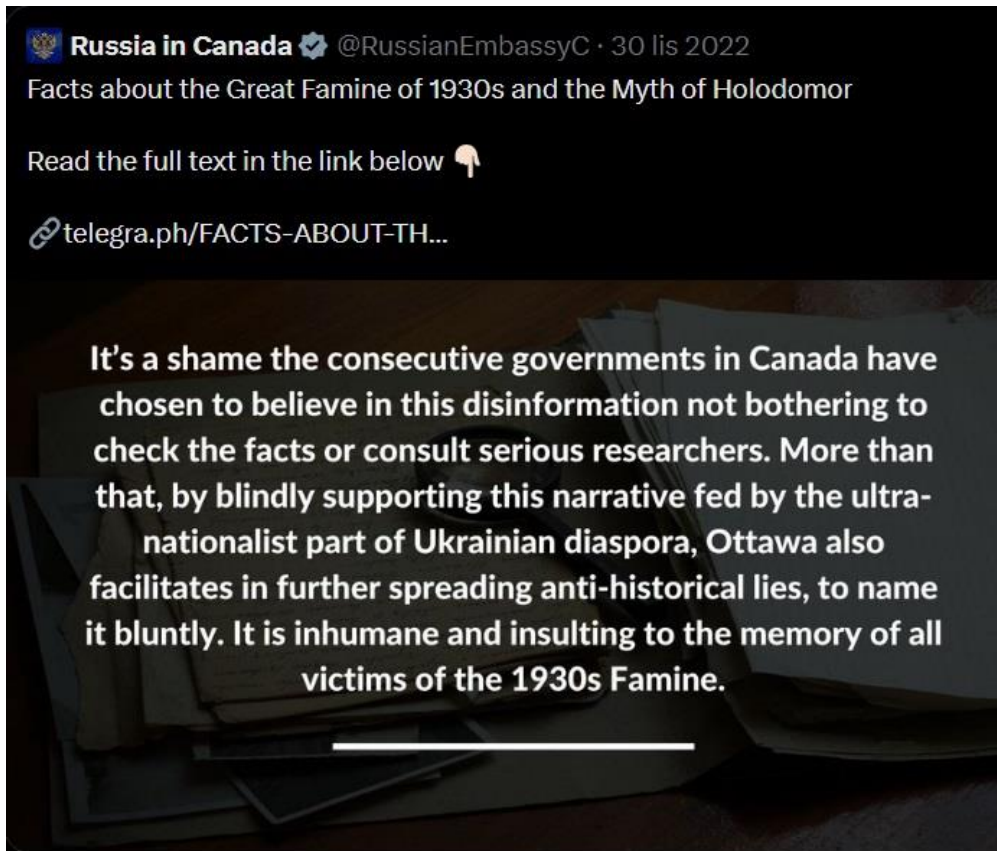 Russia in Canada @RussianEmbassyC · 30 lis 2022
Facts about the Great Famine of 1930s and the Myth of Holodomor
Read the full text in the link below 👇🏻
🔗telegra.ph/FACTS-ABOUT-TH...
It's a shame the consecutive governments in Canada have
chosen to believe in this disinformation not bothering to
check the facts or consult serious researchers. More than
that, by blindly supporting this narrative fed by the ultra-
nationalist part of Ukrainian diaspora, Ottawa also
facilitates in further spreading anti-historical lies, to name
it bluntly. It is inhumane and insulting to the memory of all
victims of the 1930s Famine.